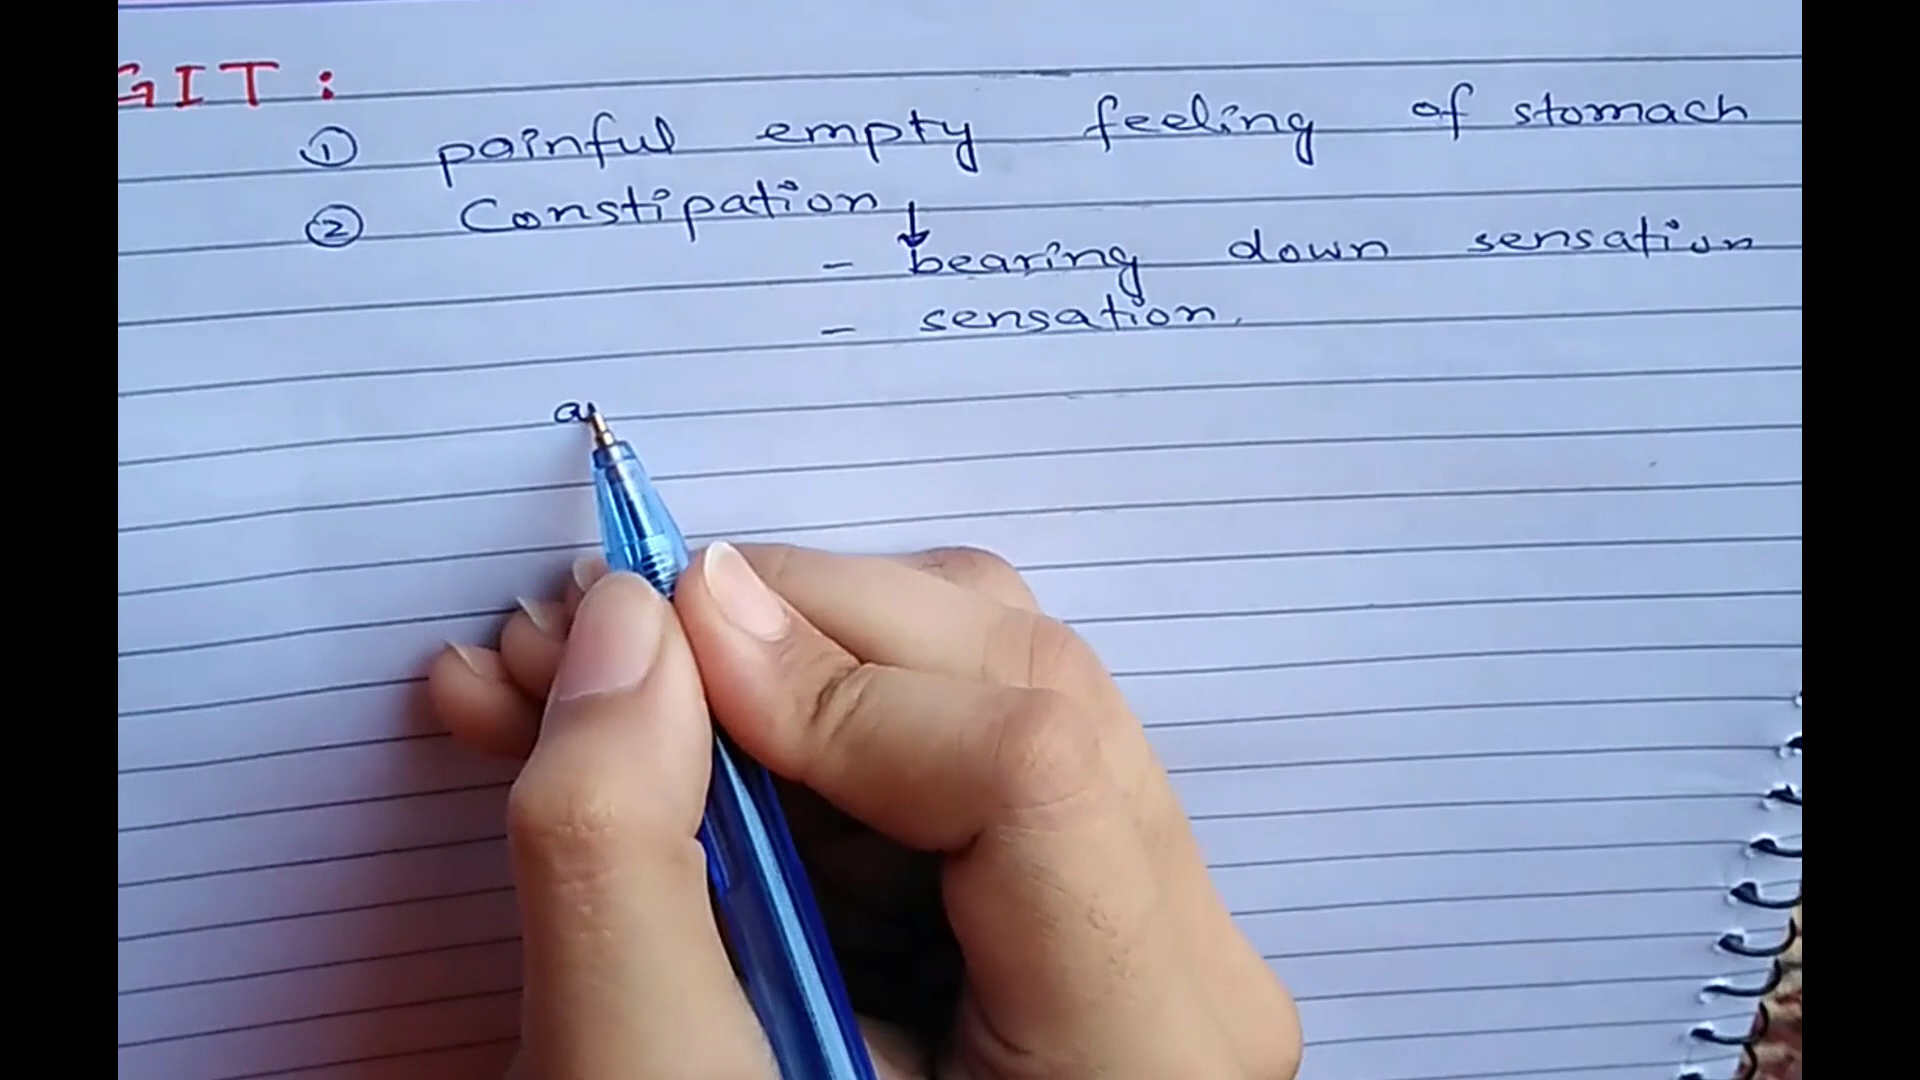 GIT :
① painful empty feeling of stomach
② Constipation ↓
- bearing down sensation
- sensation.